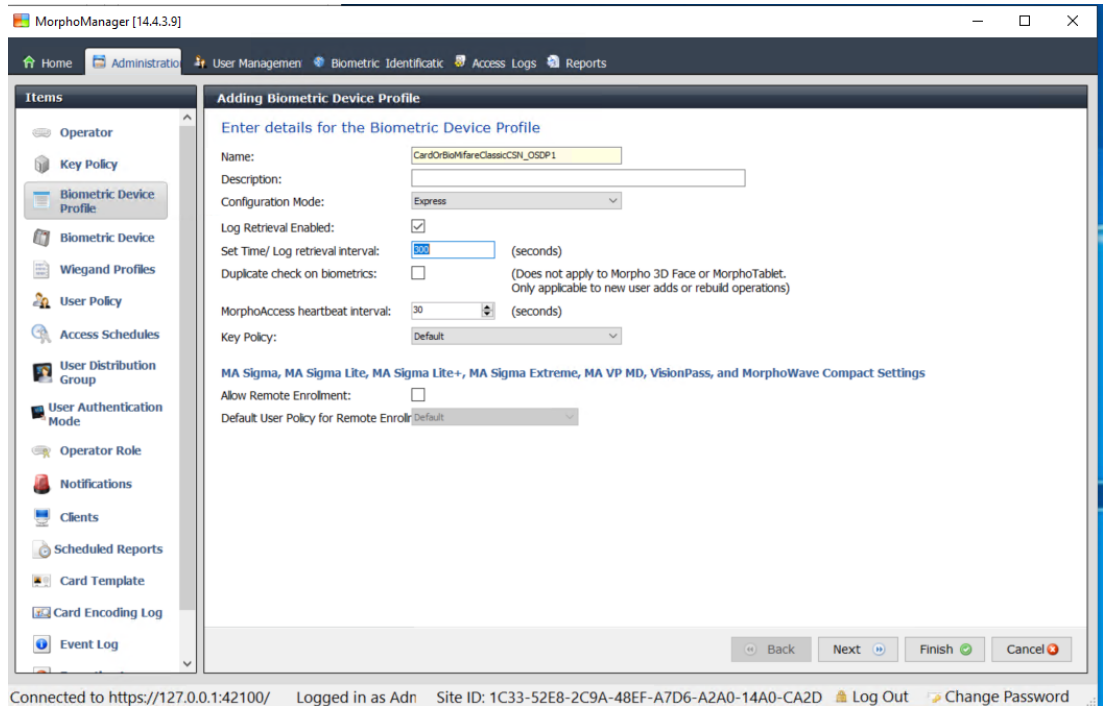 MorphoManager [14.4.3.9]
Home Administratio User Managemen Biometric Identificatic Access Logs Reports
Items
Operator
Key Policy
Biometric Device
Profile
Biometric Device
Wiegand Profiles
User Policy
Access Schedules
User Distribution
Group
User Authentication
Mode
Operator Role
Notifications
Clients
Scheduled Reports
Card Template
Card Encoding Log
Event Log
Adding Biometric Device Profile
Enter details for the Biometric Device Profile
Name: CardOrBioMifareClassicCSN_OSDP1
Description:
Configuration Mode: Express
Log Retrieval Enabled:
Set Time/ Log retrieval interval: 300 (seconds)
Duplicate check on biometrics: (Does not apply to Morpho 3D Face or MorphoTablet.
Only applicable to new user adds or rebuild operations)
MorphoAccess heartbeat interval: 30 (seconds)
Key Policy: Default
MA Sigma, MA Sigma Lite, MA Sigma Lite+, MA Sigma Extreme, MA VP MD, VisionPass, and MorphoWave Compact Settings
Allow Remote Enrollment:
Default User Policy for Remote Enrollr Default
Back Next Finish Cancel
Connected to https://127.0.0.1:42100/ Logged in as Adn Site ID: 1C33-52E8-2C9A-48EF-A7D6-A2A0-14A0-CA2D Log Out Change Password